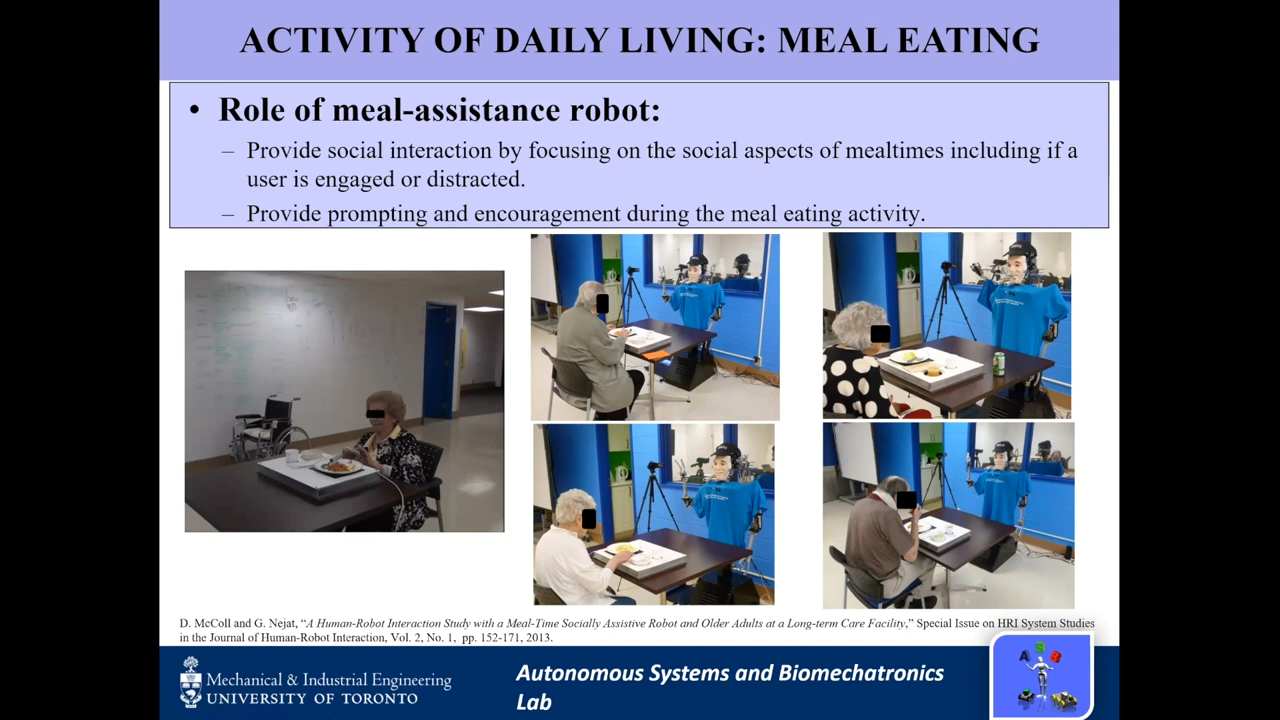 ACTIVITY OF DAILY LIVING: MEAL EATING
• Role of meal-assistance robot:
– Provide social interaction by focusing on the social aspects of mealtimes including if a
user is engaged or distracted.
– Provide prompting and encouragement during the meal eating activity.
D. McColl and G. Nejat, “A Human-Robot Interaction Study with a Meal-Time Socially Assistive Robot and Older Adults at a Long-term Care Facility,” Special Issue on HRI System Studies
in the Journal of Human-Robot Interaction, Vol. 2, No. 1, pp. 152-171, 2013.
Mechanical & Industrial Engineering
UNIVERSITY OF TORONTO
Autonomous Systems and Biomechatronics
Lab
ASB